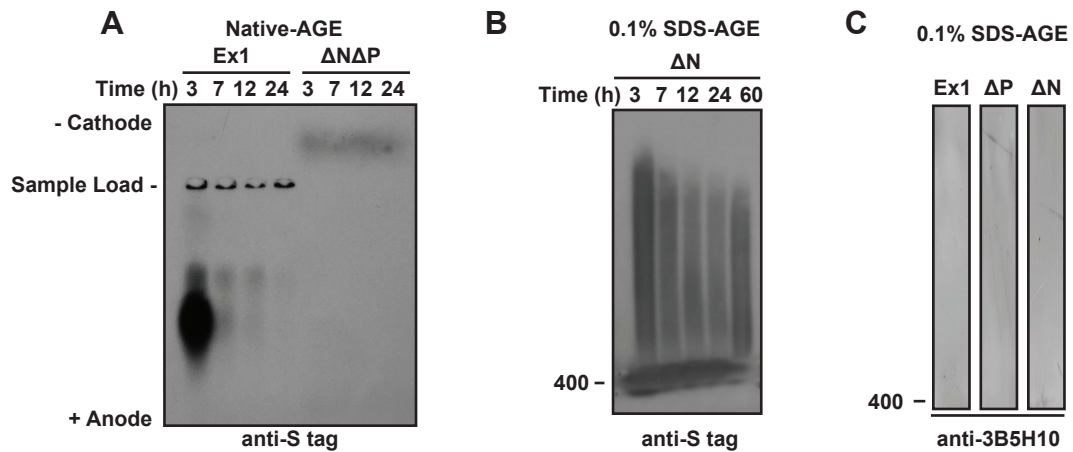 A
Native-AGE
Ex1 ΔNΔP
Time (h) 3 7 12 24 3 7 12 24
- Cathode
Sample Load -
+ Anode
anti-S tag
B
0.1% SDS-AGE
ΔN
Time (h) 3 7 12 24 60
400 -
anti-S tag
C
0.1% SDS-AGE
Ex1 ΔP ΔN
400 -
anti-3B5H10